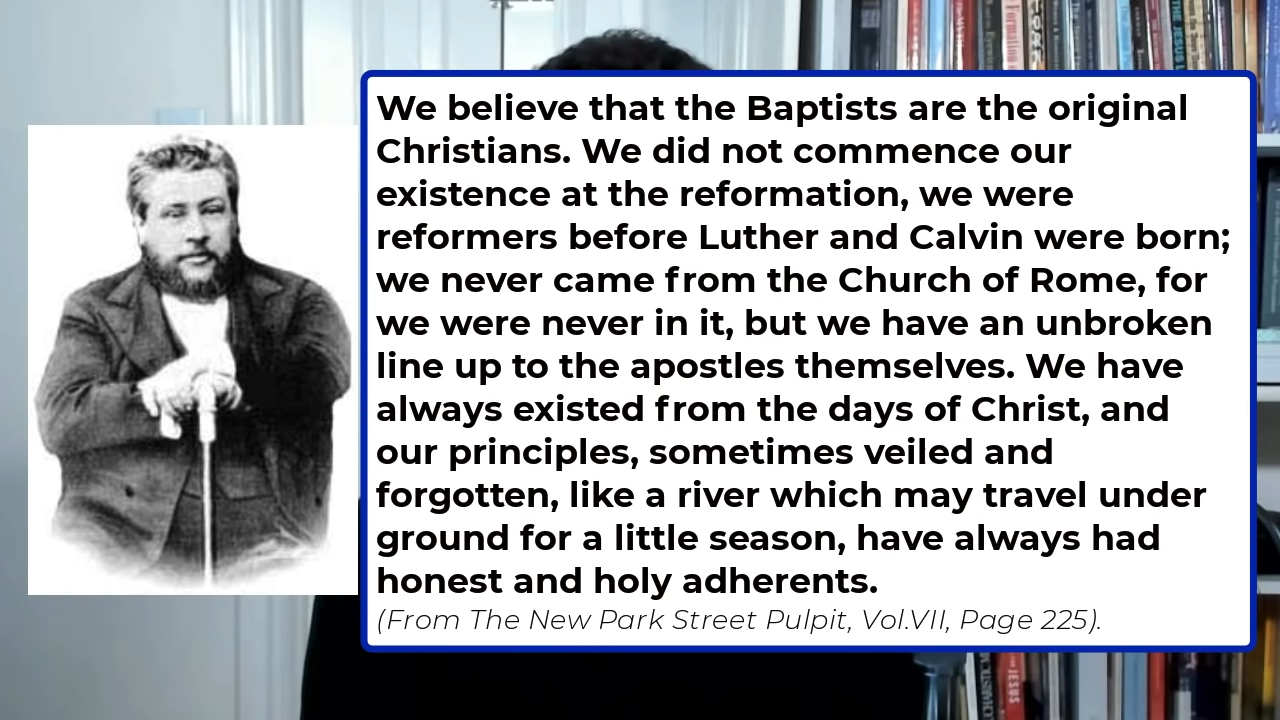 We believe that the Baptists are the original
Christians. We did not commence our
existence at the reformation, we were
reformers before Luther and Calvin were born;
we never came from the Church of Rome, for
we were never in it, but we have an unbroken
line up to the apostles themselves. We have
always existed from the days of Christ, and
our principles, sometimes veiled and
forgotten, like a river which may travel under
ground for a little season, have always had
honest and holy adherents.
(From The New Park Street Pulpit, Vol.VII, Page 225).
THE JESUS
JESUS